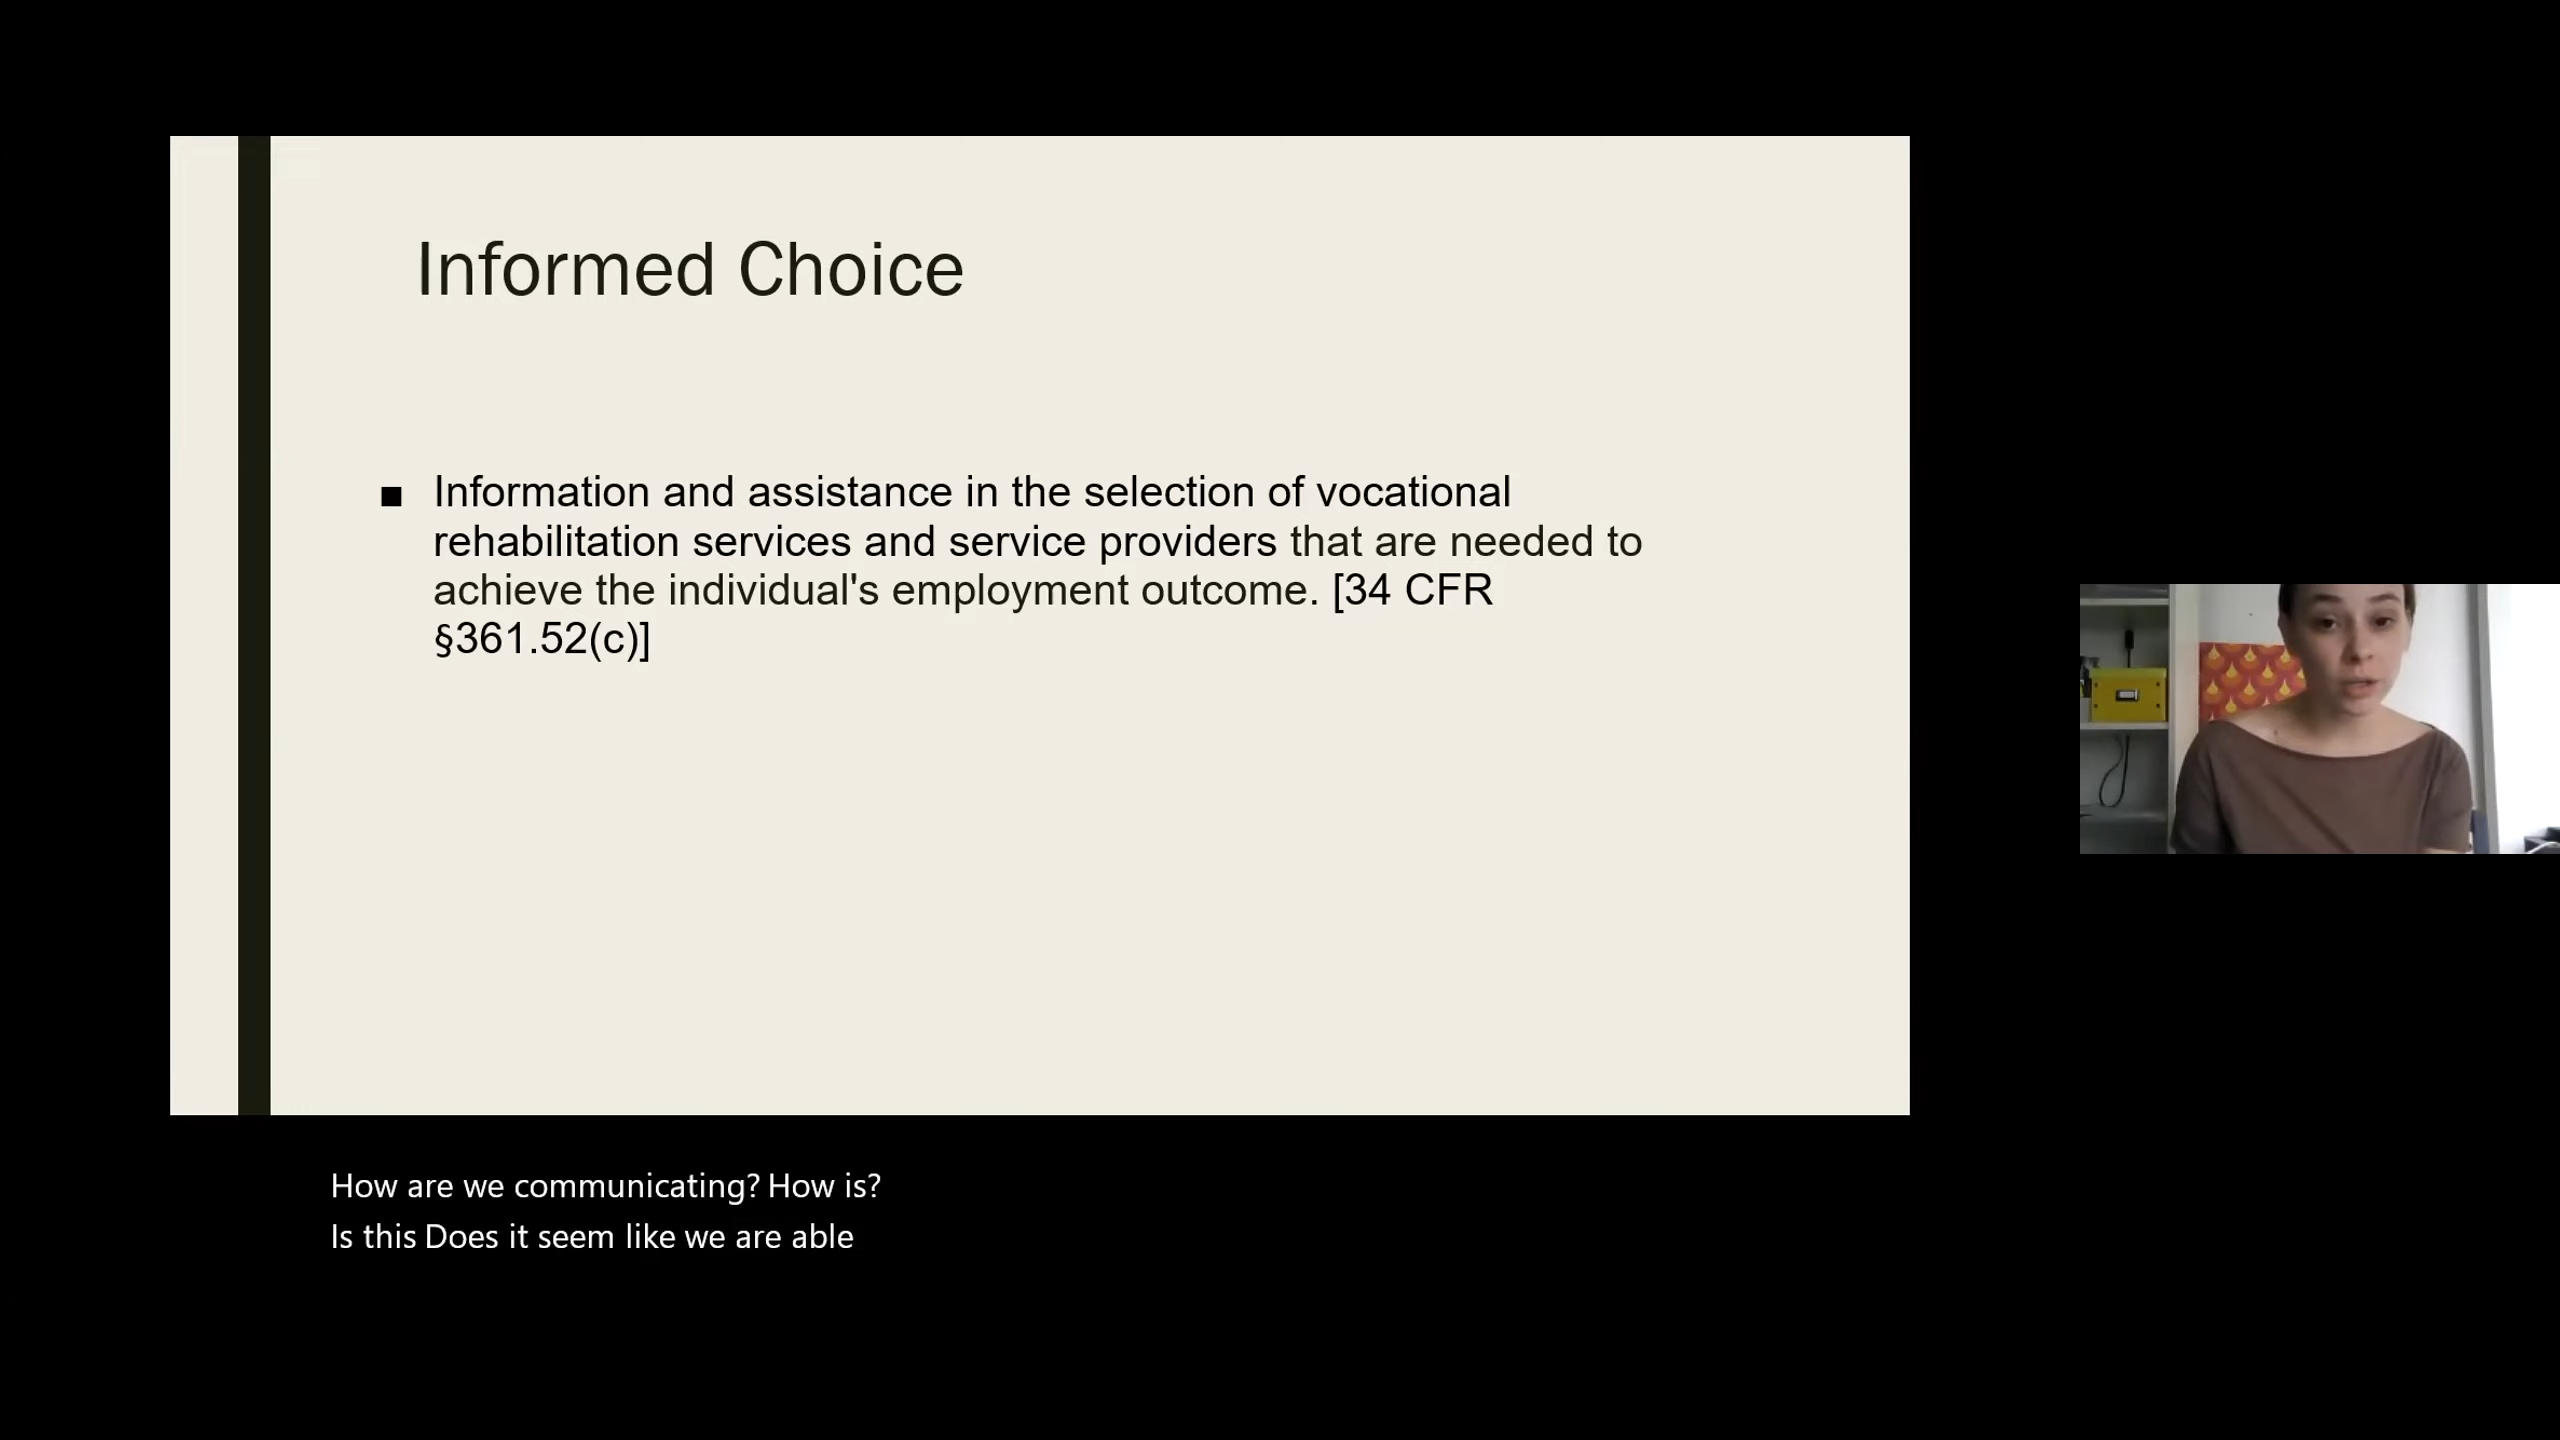 Informed Choice
■ Information and assistance in the selection of vocational
rehabilitation services and service providers that are needed to
achieve the individual's employment outcome. [34 CFR
§361.52(c)]
How are we communicating? How is?
Is this Does it seem like we are able